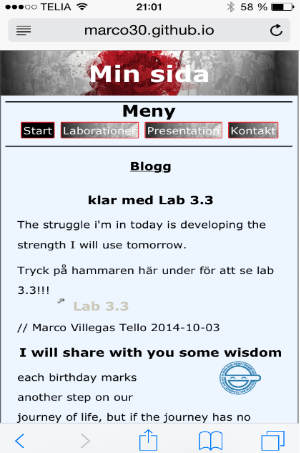 TELIA 21:01 58 %
marco30.github.io
Min sida
Meny
Start Laborationer Presentation Kontakt
Blogg
klar med Lab 3.3
The struggle i'm in today is developing the
strength I will use tomorrow.
Tryck på hammaren här under för att se lab
3.3!!!
Lab 3.3
// Marco Villegas Tello 2014-10-03
I will share with you some wisdom
each birthday marks
another step on our
journey of life, but if the journey has no